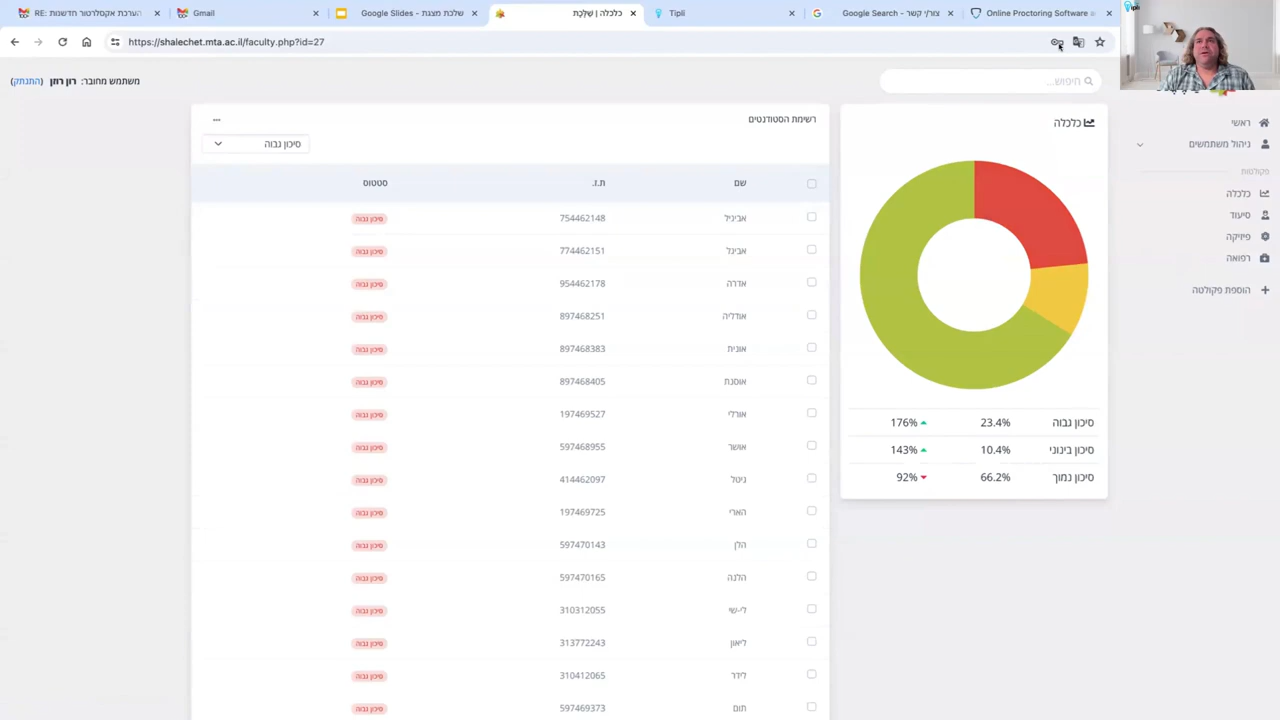 RE: הערכת אקסלרטור חדשנות -
Gmail
שלכת מצגת - Google Slides
כלכלה | שַׁלֶּכֶת
Tipli
צור/י קשר - Google Search
Online Proctoring Software &
https://shalechet.mta.ac.il/faculty.php?id=27
משתמש מחובר: רון רוזן (התנתק)
חיפוש...
רשימת הסטודנטים
סיכון גבוה
שם ת.ז. סטטוס
אביגיל 754462148 סיכון גבוה
אביגל 774462151 סיכון גבוה
אדרה 954462178 סיכון גבוה
אודליה 897468251 סיכון גבוה
אונית 897468383 סיכון גבוה
אוסנת 897468405 סיכון גבוה
אורלי 197469527 סיכון גבוה
אושר 597468955 סיכון גבוה
גיטל 414462097 סיכון גבוה
הארי 197469725 סיכון גבוה
הלן 597470143 סיכון גבוה
הלנה 597470165 סיכון גבוה
לי-שי 310312055 סיכון גבוה
ליאון 313772243 סיכון גבוה
לידר 310412065 סיכון גבוה
תום 597469373 סיכון גבוה
כלכלה
סיכון גבוה 23.4% 176%
סיכון בינוני 10.4% 143%
סיכון נמוך 66.2% 92%
ראשי
ניהול משתמשים
פקולטות
כלכלה
סיעוד
פיזיקה
רפואה
הוספת פקולטה